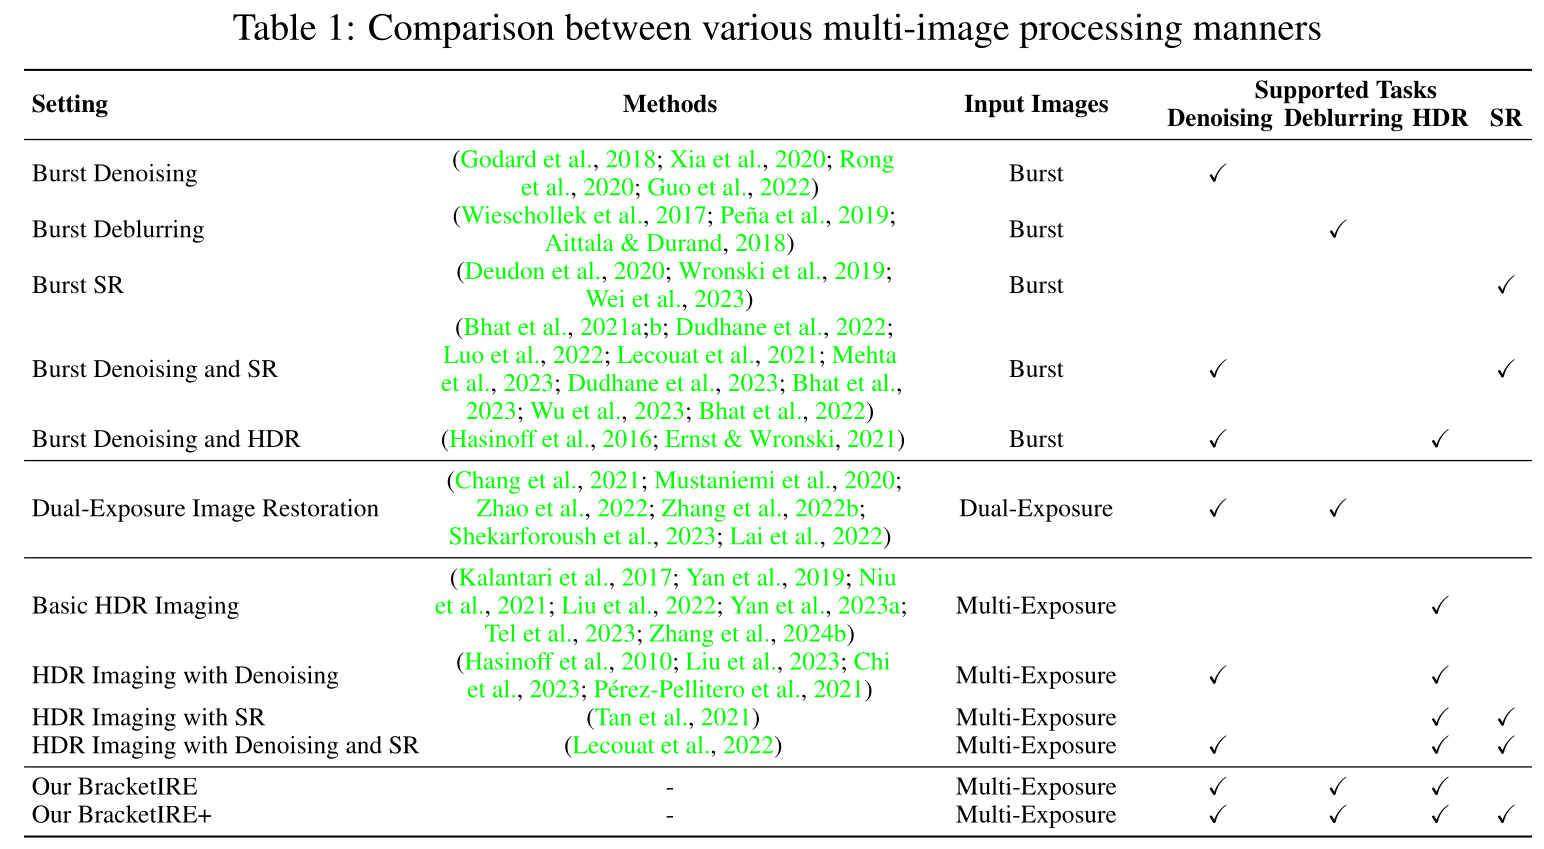 Table 1: Comparison between various multi-image processing manners
Setting Methods Input Images Supported Tasks
Denoising Deblurring HDR SR
Burst Denoising (Godard et al., 2018; Xia et al., 2020; Rong
et al., 2020; Guo et al., 2022) Burst ✓
Burst Deblurring (Wieschollek et al., 2017; Peña et al., 2019;
Aittala & Durand, 2018) Burst ✓
Burst SR (Deudon et al., 2020; Wronski et al., 2019;
Wei et al., 2023) Burst ✓
(Bhat et al., 2021a;b; Dudhane et al., 2022;
Luo et al., 2022; Lecouat et al., 2021; Mehta
Burst Denoising and SR et al., 2023; Dudhane et al., 2023; Bhat et al., Burst ✓ ✓
2023; Wu et al., 2023; Bhat et al., 2022)
Burst Denoising and HDR (Hasinoff et al., 2016; Ernst & Wronski, 2021) Burst ✓ ✓
(Chang et al., 2021; Mustaniemi et al., 2020;
Dual-Exposure Image Restoration Zhao et al., 2022; Zhang et al., 2022b; Dual-Exposure ✓ ✓
Shekarforoush et al., 2023; Lai et al., 2022)
(Kalantari et al., 2017; Yan et al., 2019; Niu
Basic HDR Imaging et al., 2021; Liu et al., 2022; Yan et al., 2023a; Multi-Exposure ✓
Tel et al., 2023; Zhang et al., 2024b)
HDR Imaging with Denoising (Hasinoff et al., 2010; Liu et al., 2023; Chi
et al., 2023; Pérez-Pellitero et al., 2021) Multi-Exposure ✓ ✓
HDR Imaging with SR (Tan et al., 2021) Multi-Exposure ✓ ✓
HDR Imaging with Denoising and SR (Lecouat et al., 2022) Multi-Exposure ✓ ✓ ✓
Our BracketIRE - Multi-Exposure ✓ ✓ ✓
Our BracketIRE+ - Multi-Exposure ✓ ✓ ✓ ✓